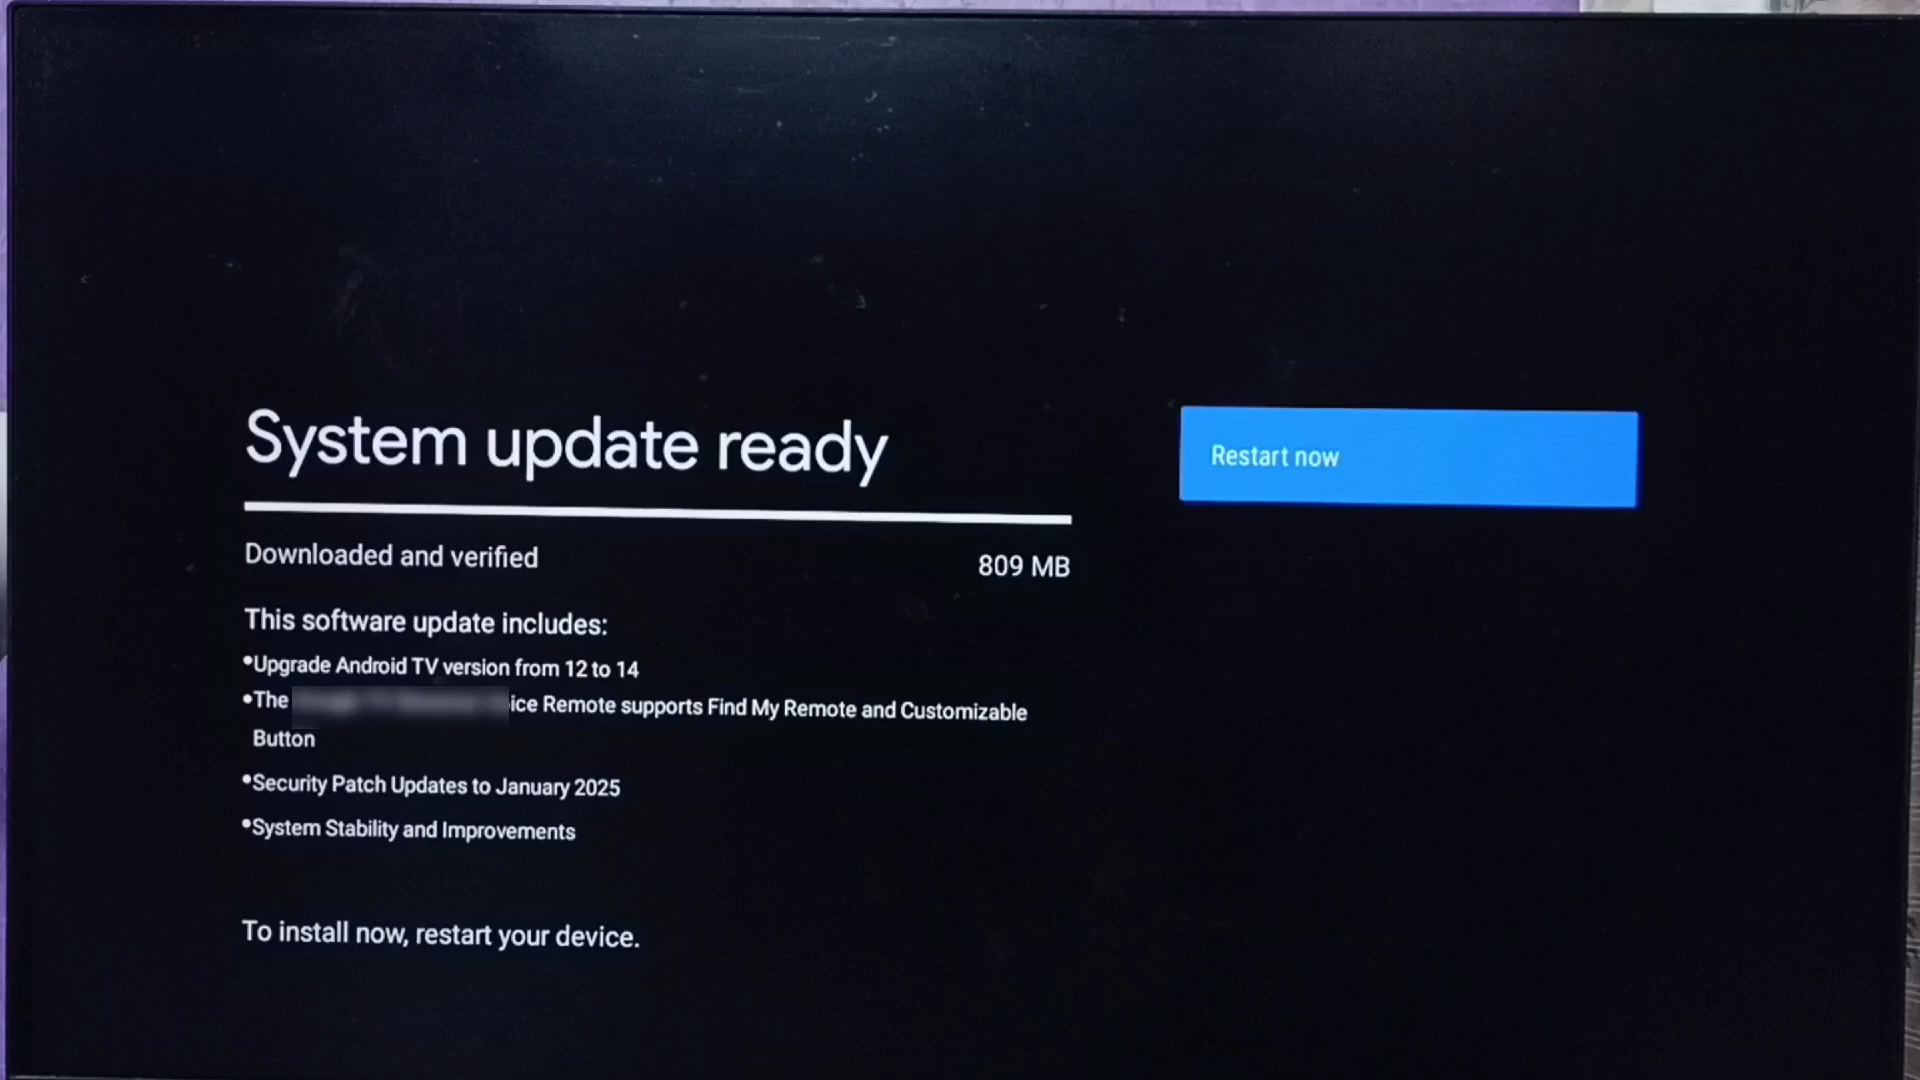 System update ready
Restart now
Downloaded and verified
809 MB
This software update includes:
•Upgrade Android TV version from 12 to 14
•The ice Remote supports Find My Remote and Customizable
Button
•Security Patch Updates to January 2025
•System Stability and Improvements
To install now, restart your device.